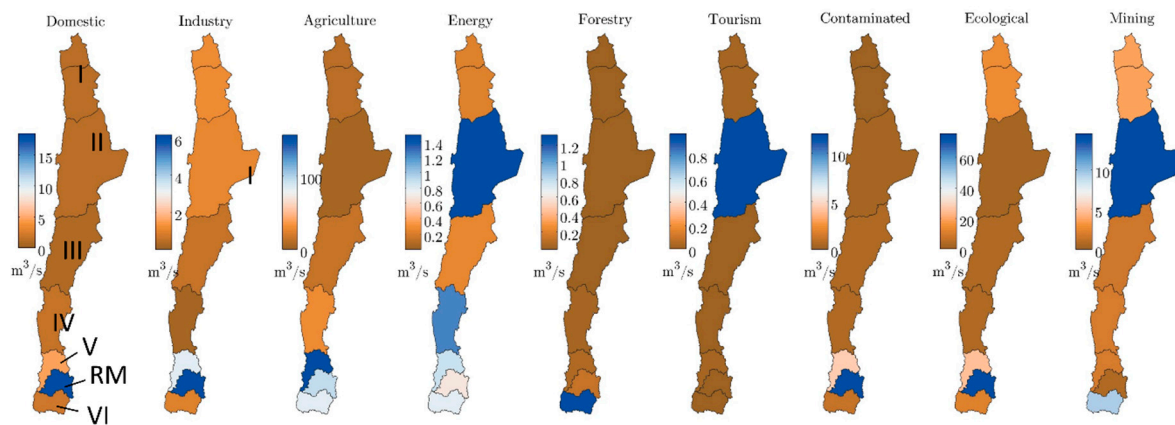 Domestic Industry Agriculture Energy Forestry Tourism Contaminated Ecological Mining
I
II
III
IV
V
RM
VI
15
10
5
0
m³/s
I
6
4
2
m³/s
100
0
m³/s
1.4
1.2
1
0.8
0.6
0.4
0.2
m³/s
1.2
1
0.8
0.6
0.4
0.2
m³/s
0.8
0.6
0.4
0.2
0
m³/s
10
5
0
m³/s
60
40
20
0
m³/s
10
5
0
m³/s